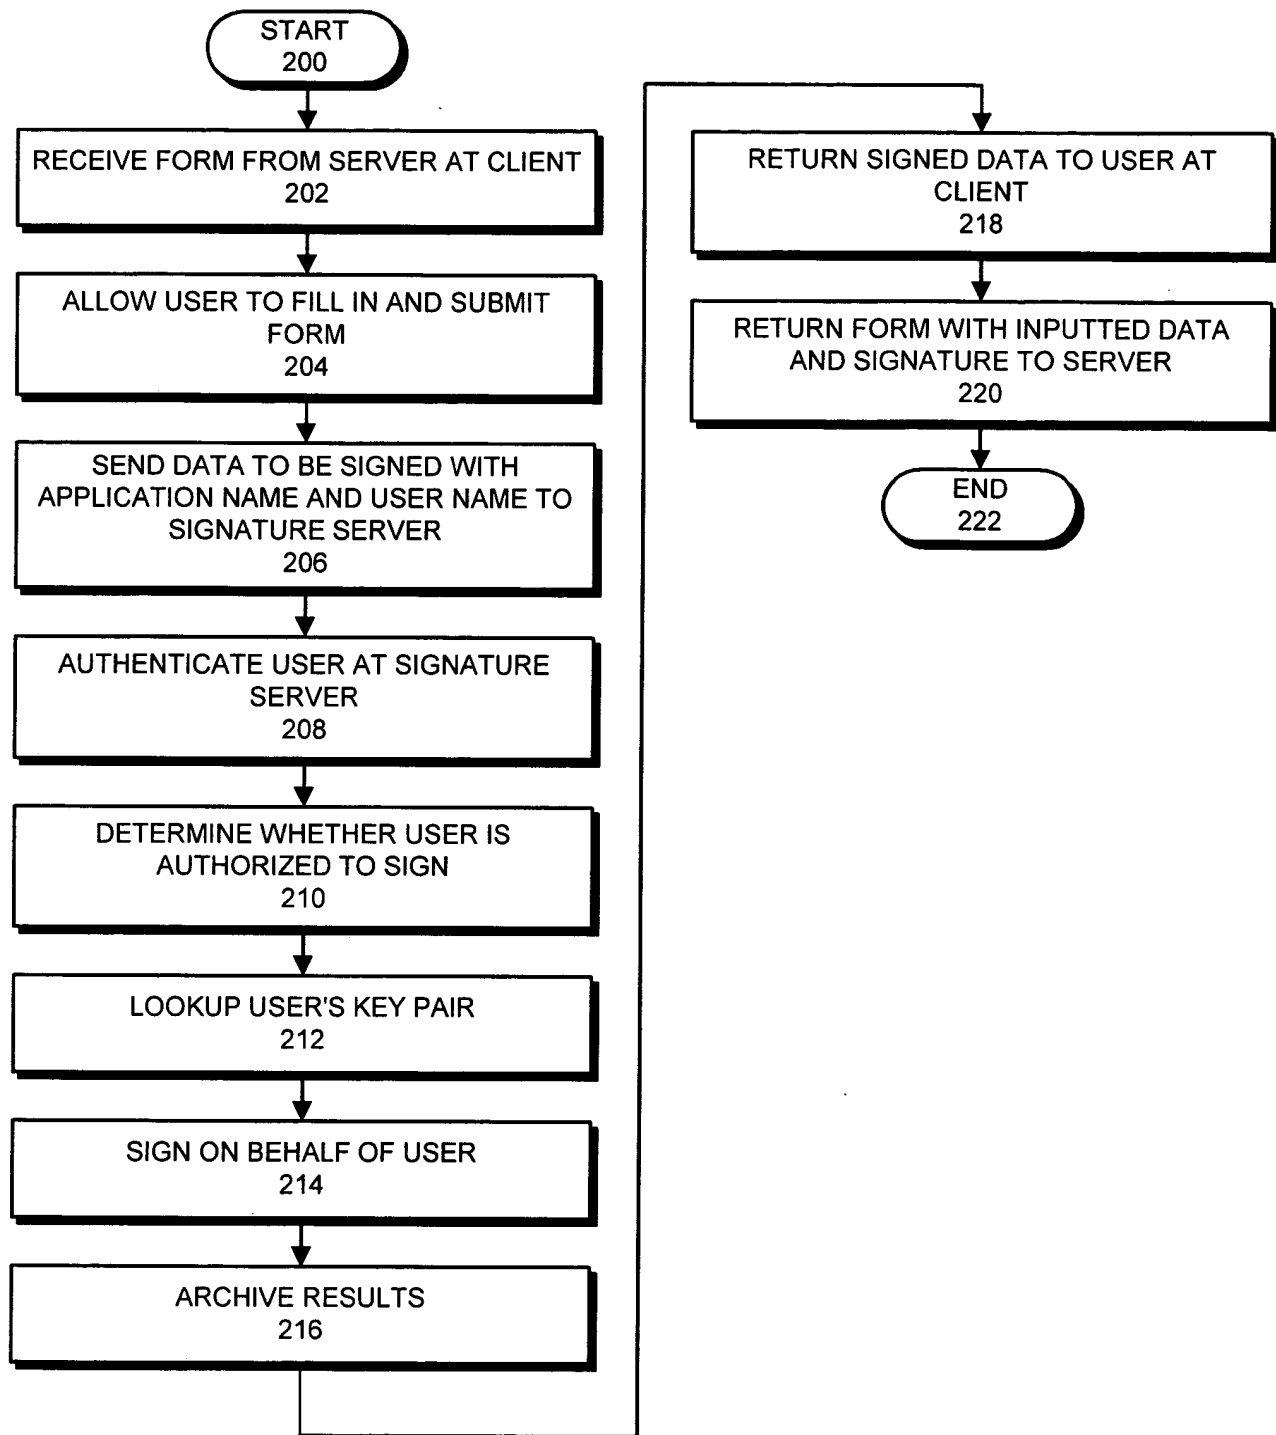 START
200
RECEIVE FORM FROM SERVER AT CLIENT
202
ALLOW USER TO FILL IN AND SUBMIT
FORM
204
SEND DATA TO BE SIGNED WITH
APPLICATION NAME AND USER NAME TO
SIGNATURE SERVER
206
AUTHENTICATE USER AT SIGNATURE
SERVER
208
DETERMINE WHETHER USER IS
AUTHORIZED TO SIGN
210
LOOKUP USER'S KEY PAIR
212
SIGN ON BEHALF OF USER
214
ARCHIVE RESULTS
216
RETURN SIGNED DATA TO USER AT
CLIENT
218
RETURN FORM WITH INPUTTED DATA
AND SIGNATURE TO SERVER
220
END
222